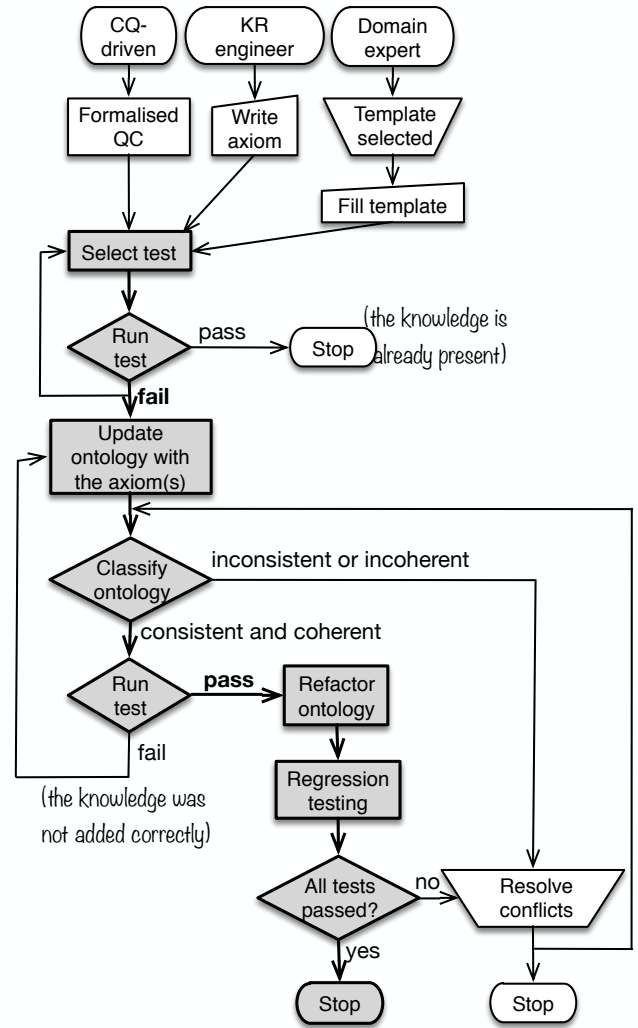 CQ-
driven
KR
engineer
Domain
expert
Formalised
QC
Write
axiom
Template
selected
Fill template
Select test
Run
test
pass
Stop
(the knowledge is
already present)
fail
Update
ontology with
the axiom(s)
Classify
ontology
inconsistent or incoherent
consistent and coherent
Run
test
pass
Refactor
ontology
fail
Regression
testing
(the knowledge was
not added correctly)
All tests
passed?
no
Resolve
conflicts
yes
Stop
Stop